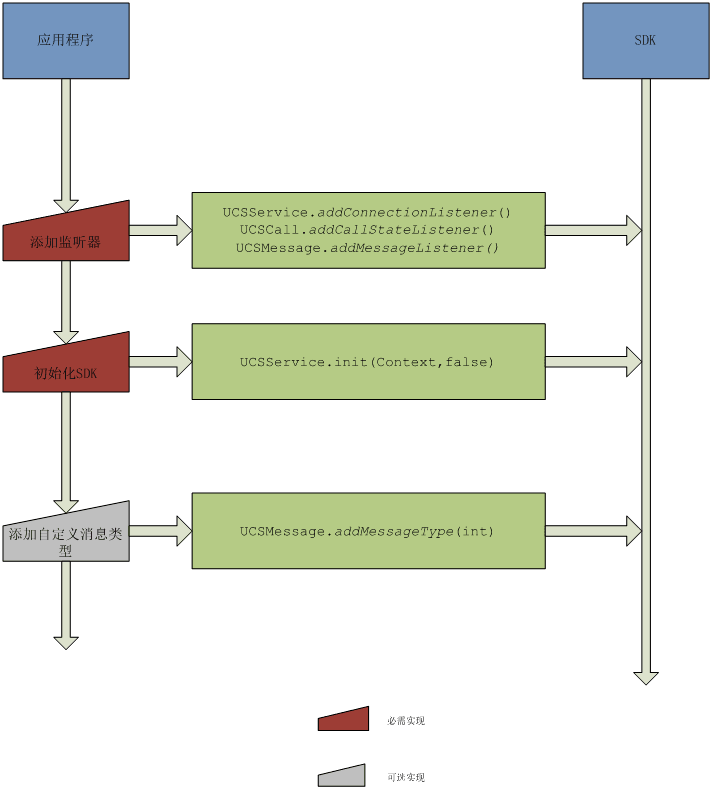 应用程序
SDK
添加监听器
UCSService.addConnectionListener()
UCSCall.addCallStateListener()
UCSMessage.addMessageListener()
初始化SDK
UCSService.init(Context,false)
添加自定义消息类
型
UCSMessage.addMessageType(int)
必需实现
可选实现